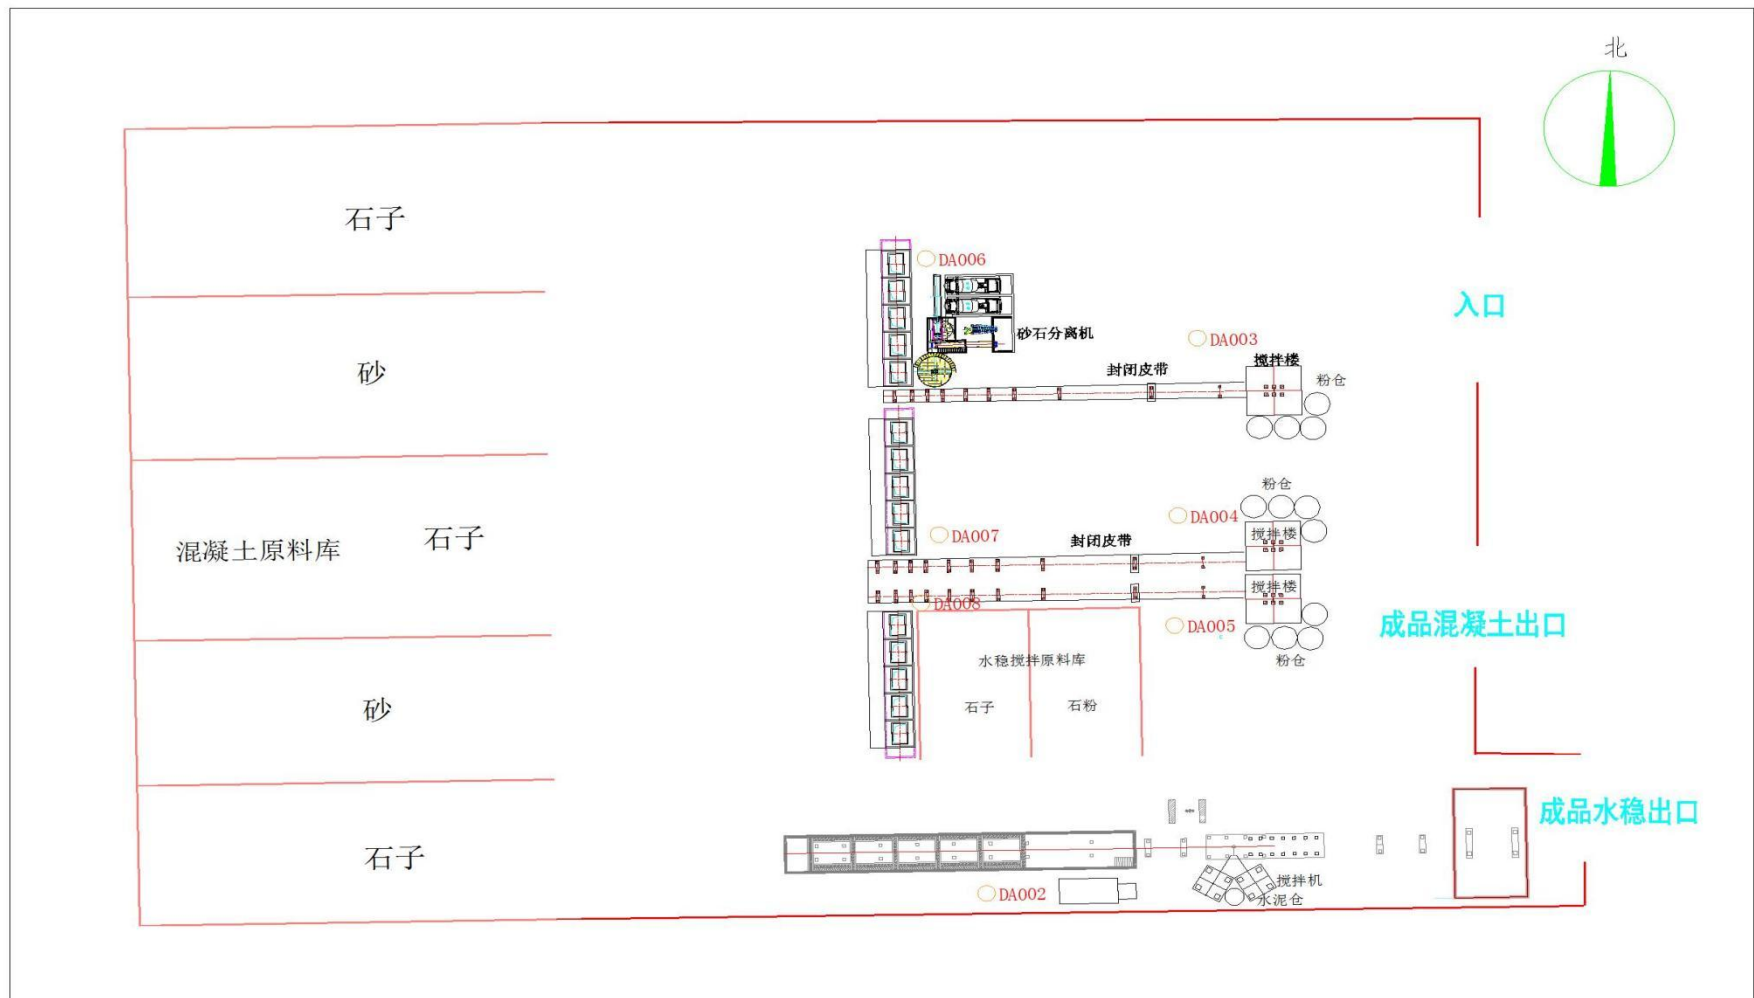 北
石子
DA006
入口
砂石分离机
DA003
搅拌楼
封闭皮带
砂
粉仓
粉仓
DA004
DA007
搅拌楼
石子
封闭皮带
混凝土原料库
搅拌楼
DA008
DA005
成品混凝土出口
水稳搅拌原料库
粉仓
石子
石粉
砂
成品水稳出口
石子
搅拌机
DA002
水泥仓